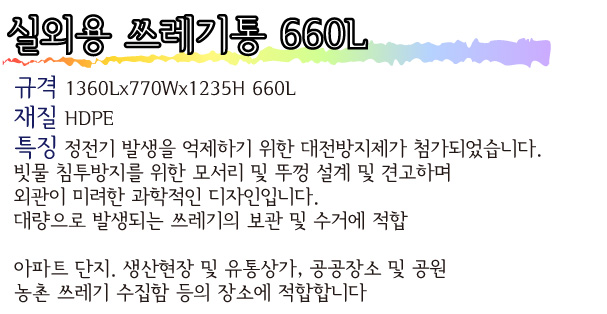 실외용 쓰레기통 660L
규격 1360Lx770Wx1235H 660L
재질 HDPE
특징 정전기 발생을 억제하기 위한 대전방지제가 첨가되었습니다.
빗물 침투방지를 위한 모서리 및 뚜껑 설계 및 견고하며
외관이 미려한 과학적인 디자인입니다.
대량으로 발생되는 쓰레기의 보관 및 수거에 적합
아파트 단지. 생산현장 및 유통상가, 공공장소 및 공원
농촌 쓰레기 수집함 등의 장소에 적합합니다